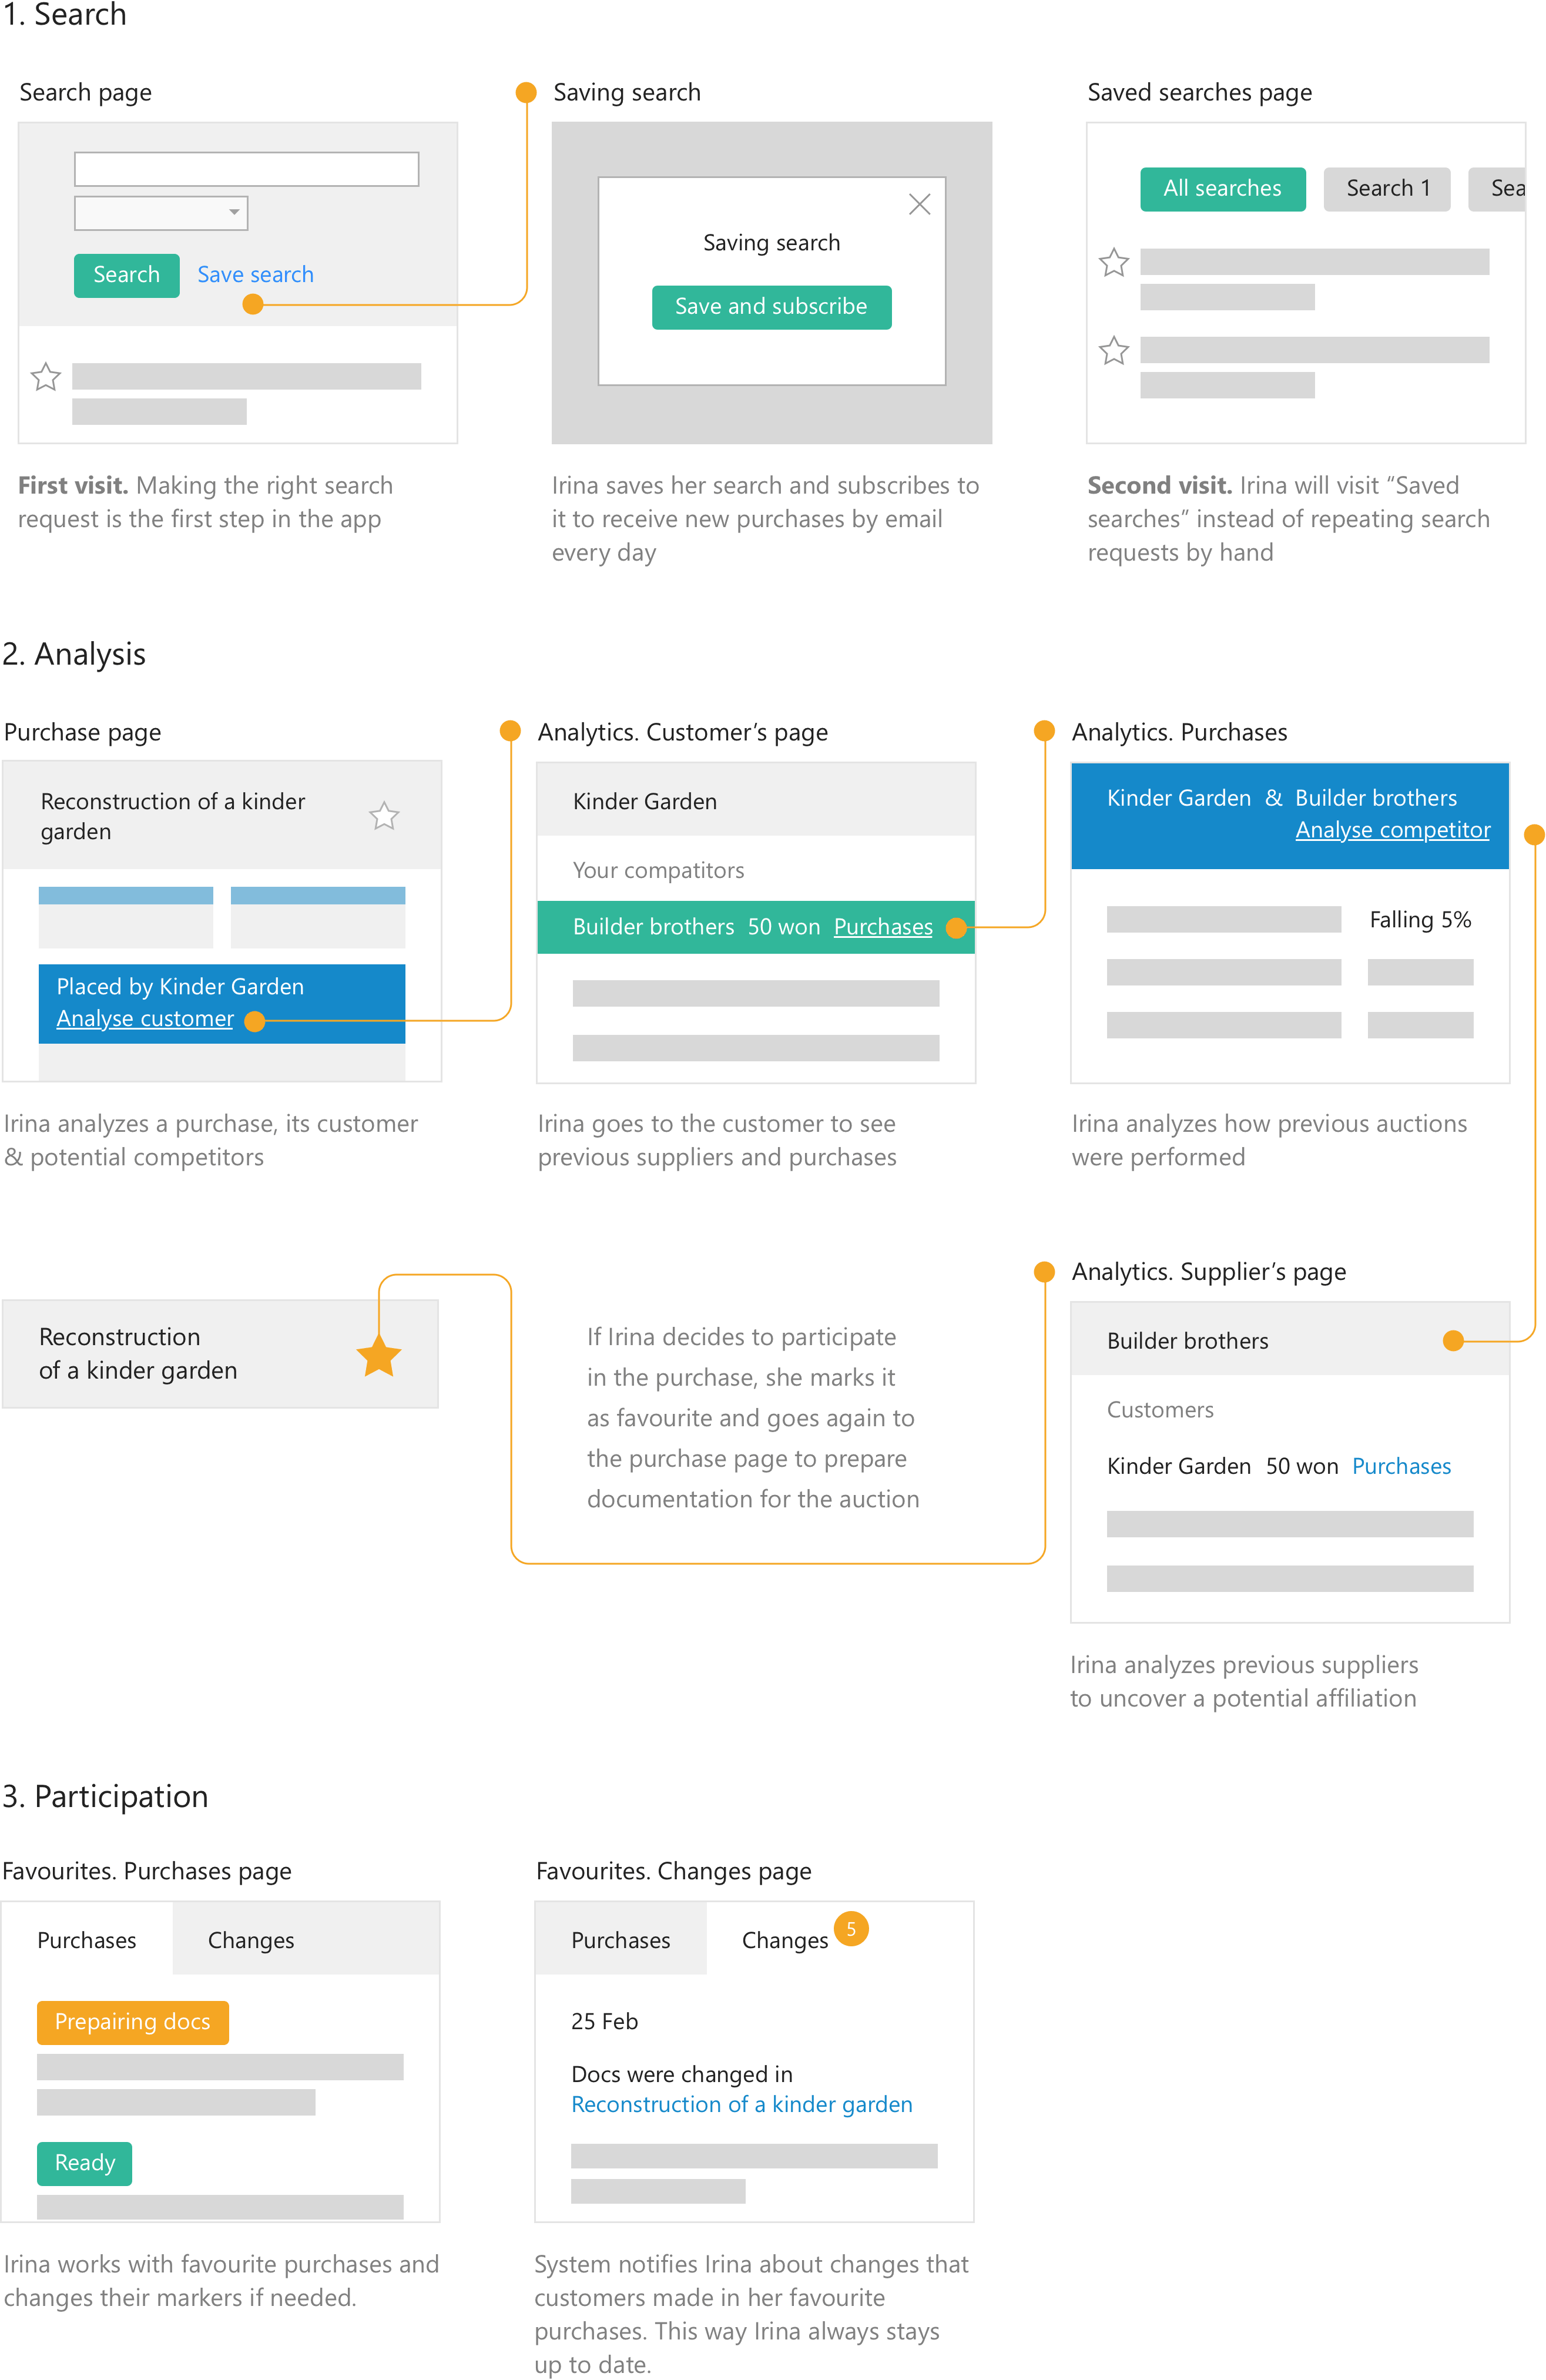 1. Search
Search page
Search
Save search
First visit. Making the right search
request is the first step in the app
Saving search
Saving search
Save and subscribe
Irina saves her search and subscribes to
it to receive new purchases by email
every day
Saved searches page
All searches
Search 1
Sea
Second visit. Irina will visit “Saved
searches” instead of repeating search
requests by hand
2. Analysis
Purchase page
Reconstruction of a kinder
garden
Placed by Kinder Garden
Analyse customer
Irina analyzes a purchase, its customer
& potential competitors
Analytics. Customer’s page
Kinder Garden
Your compatitors
Builder brothers 50 won Purchases
Irina goes to the customer to see
previous suppliers and purchases
Analytics. Purchases
Kinder Garden & Builder brothers
Analyse competitor
Falling 5%
Irina analyzes how previous auctions
were performed
Analytics. Supplier’s page
Builder brothers
Customers
Kinder Garden 50 won Purchases
Irina analyzes previous suppliers
to uncover a potential affiliation
If Irina decides to participate
in the purchase, she marks it
as favourite and goes again to
the purchase page to prepare
documentation for the auction
Reconstruction
of a kinder garden
3. Participation
Favourites. Purchases page
Purchases
Changes
Prepairing docs
Ready
Irina works with favourite purchases and
changes their markers if needed.
Favourites. Changes page
Purchases
Changes
5
25 Feb
Docs were changed in
Reconstruction of a kinder garden
System notifies Irina about changes that
customers made in her favourite
purchases. This way Irina always stays
up to date.